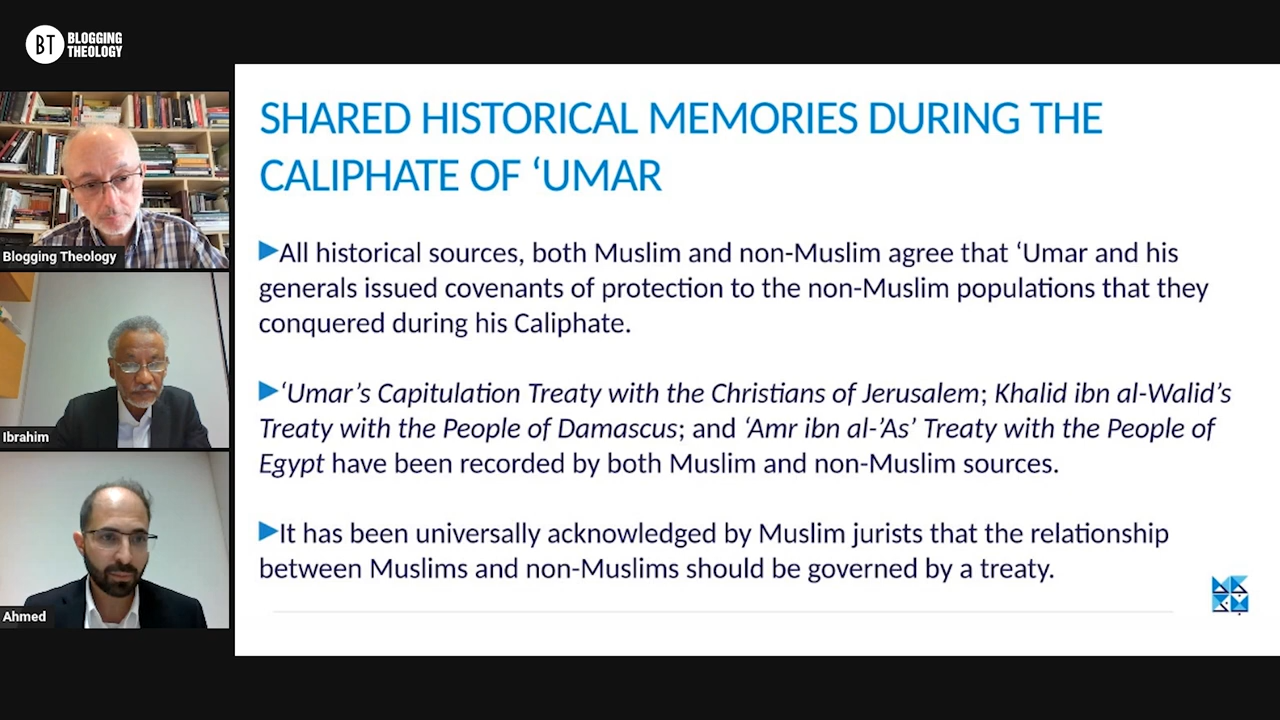 BT BLOGGING
THEOLOGY
Blogging Theology
Ibrahim
Ahmed
SHARED HISTORICAL MEMORIES DURING THE
CALIPHATE OF ‘UMAR
All historical sources, both Muslim and non-Muslim agree that ‘Umar and his
generals issued covenants of protection to the non-Muslim populations that they
conquered during his Caliphate.
‘Umar’s Capitulation Treaty with the Christians of Jerusalem; Khalid ibn al-Walid’s
Treaty with the People of Damascus; and ‘Amr ibn al-’As’ Treaty with the People of
Egypt have been recorded by both Muslim and non-Muslim sources.
It has been universally acknowledged by Muslim jurists that the relationship
between Muslims and non-Muslims should be governed by a treaty.